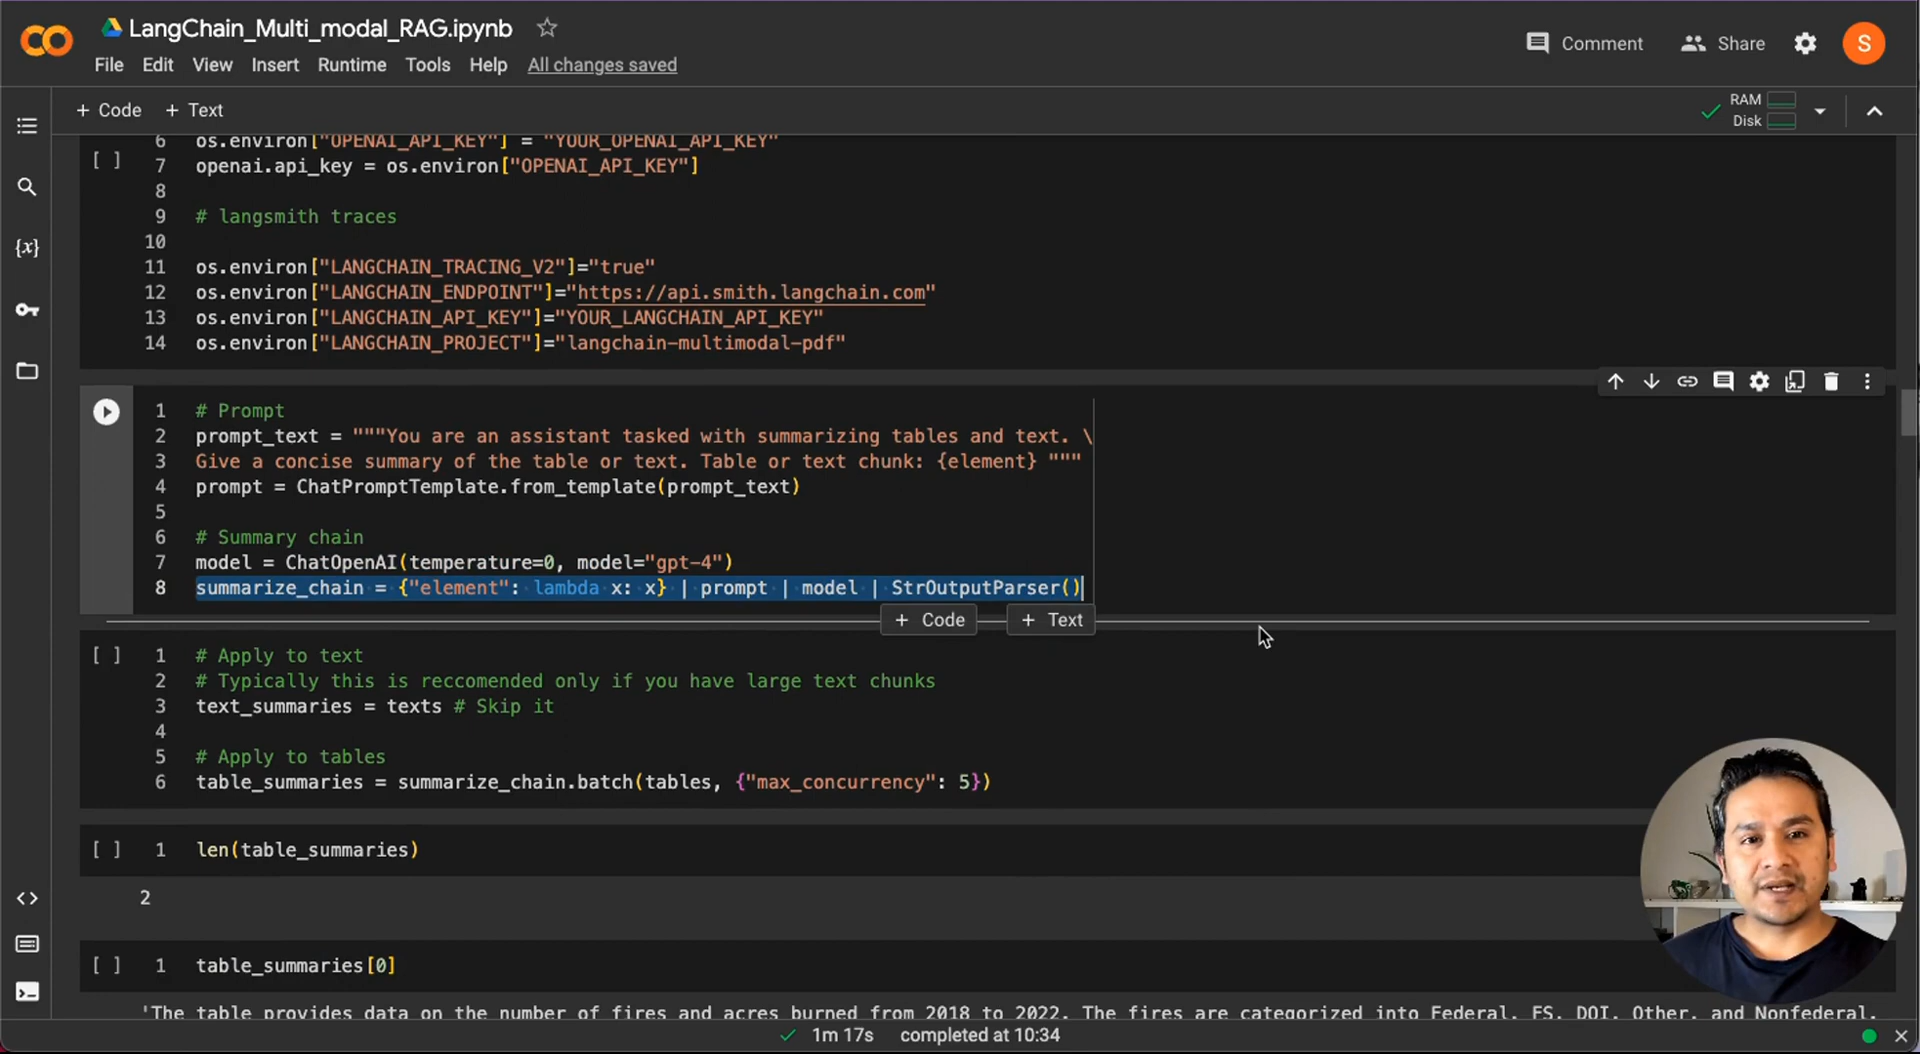 LangChain_Multi_modal_RAG.ipynb
Comment
Share
S
File Edit View Insert Runtime Tools Help All changes saved
+ Code + Text
RAM
Disk
6 os.environ["OPENAI_API_KEY"] = "YOUR_OPENAI_API_KEY"
[ ] 7 openai.api_key = os.environ["OPENAI_API_KEY"]
8
9 # langsmith traces
10
11 os.environ["LANGCHAIN_TRACING_V2"]="true"
12 os.environ["LANGCHAIN_ENDPOINT"]="https://api.smith.langchain.com"
13 os.environ["LANGCHAIN_API_KEY"]="YOUR_LANGCHAIN_API_KEY"
14 os.environ["LANGCHAIN_PROJECT"]="langchain-multimodal-pdf"
1 # Prompt
2 prompt_text = """You are an assistant tasked with summarizing tables and text. \
3 Give a concise summary of the table or text. Table or text chunk: {element} """
4 prompt = ChatPromptTemplate.from_template(prompt_text)
5
6 # Summary chain
7 model = ChatOpenAI(temperature=0, model="gpt-4")
8 summarize_chain = {"element": lambda x: x} | prompt | model | StrOutputParser()
+ Code + Text
[ ] 1 # Apply to text
2 # Typically this is reccomended only if you have large text chunks
3 text_summaries = texts # Skip it
4
5 # Apply to tables
6 table_summaries = summarize_chain.batch(tables, {"max_concurrency": 5})
[ ] 1 len(table_summaries)
2
[ ] 1 table_summaries[0]
'The table provides data on the number of fires and acres burned from 2018 to 2022. The fires are categorized into Federal, FS, DOI, Other, and Nonfederal.
1m 17s completed at 10:34